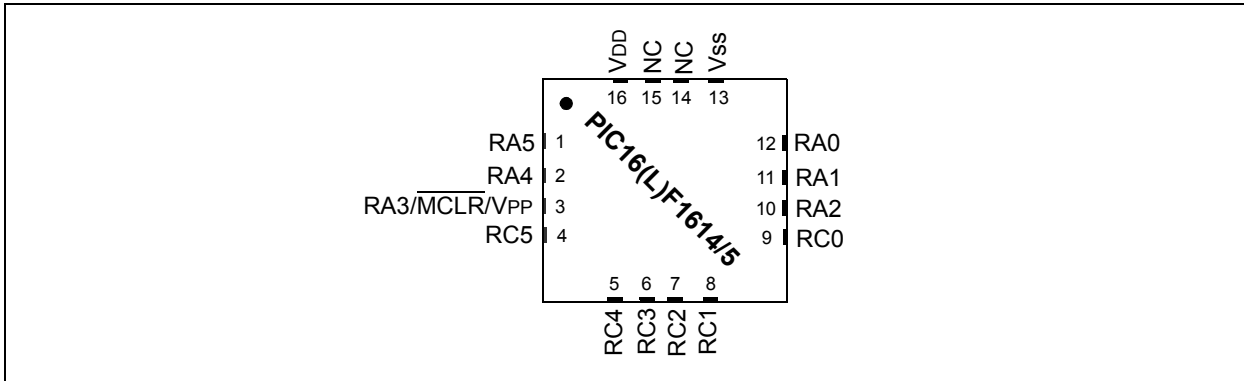 VDD NC NC Vss
16 15 14 13
RA5 1 12 RA0
RA4 2 11 RA1
RA3/MCLR/VPP 3 10 RA2
RC5 4 9 RC0
PIC16(L)F1614/5
5 6 7 8
RC4 RC3 RC2 RC1